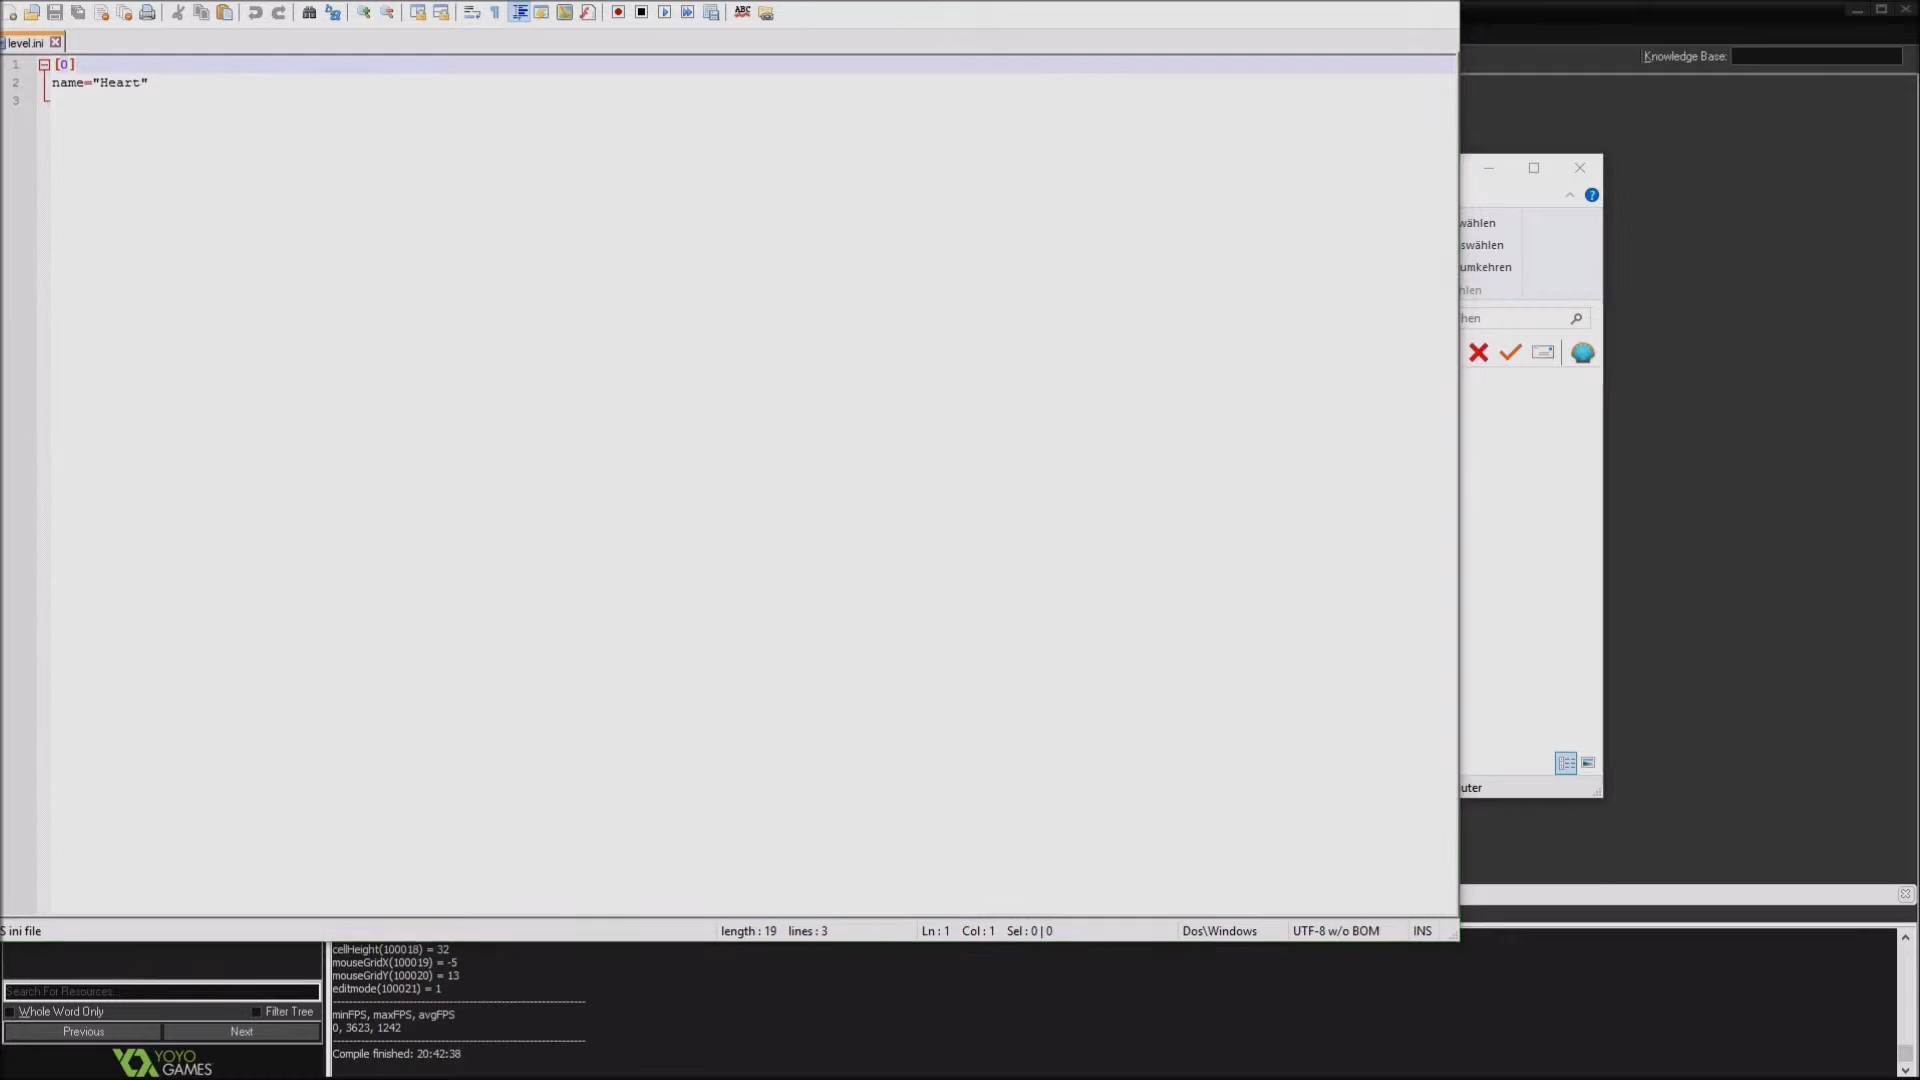 Knowledge Base:
level.ini
1 [0]
2 name="Heart"
3
wählen
swählen
umkehren
hlen
hen
uter
S ini file
length : 19 lines : 3
Ln : 1 Col : 1 Sel : 0 | 0
Dos\Windows
UTF-8 w/o BOM
INS
cellHeight(100018) = 32
mouseGridX(100019) = -5
mouseGridY(100020) = 13
editmode(100021) = 1
minFPS, maxFPS, avgFPS
0, 3623, 1242
Compile finished: 20:42:38
Search For Resources...
Whole Word Only
Filter Tree
Previous
Next
YOYO
GAMES
ABC